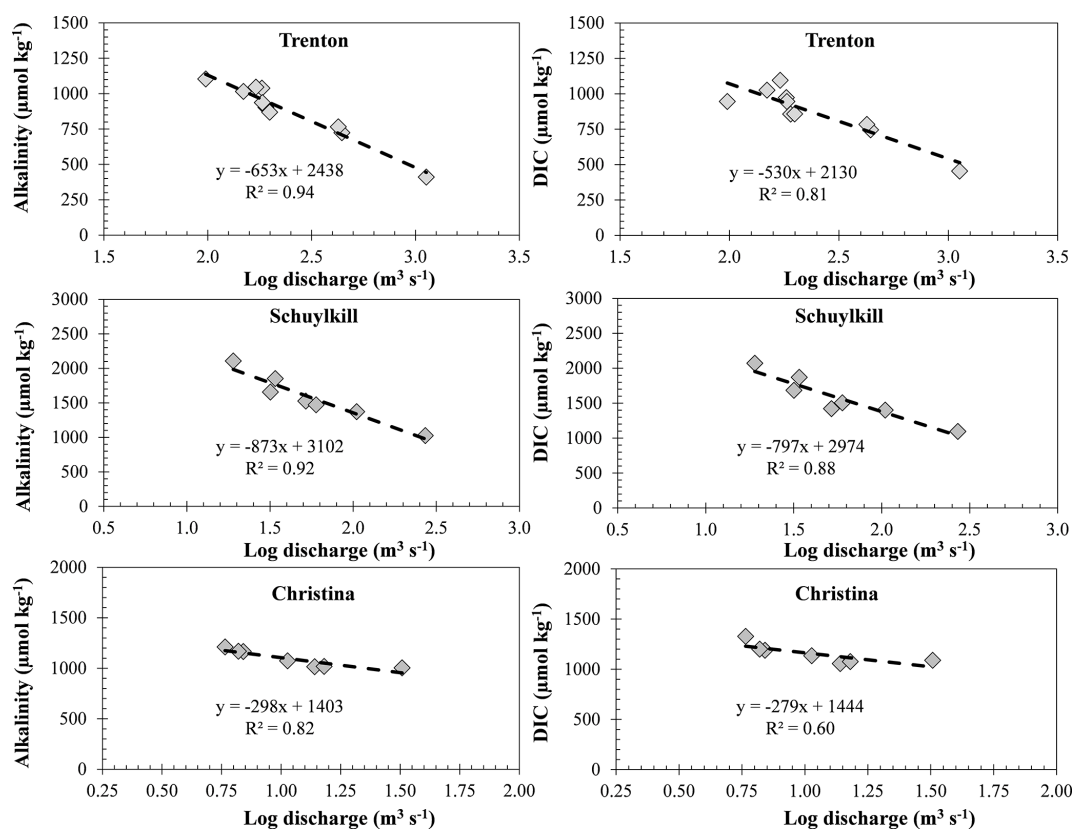 Trenton
Alkalinity (µmol kg⁻¹)
1500
1250
1000
750
500
250
0
y = -653x + 2438
R² = 0.94
1.5 2.0 2.5 3.0 3.5
Log discharge (m³ s⁻¹)
Trenton
DIC (µmol kg⁻¹)
1500
1250
1000
750
500
250
0
y = -530x + 2130
R² = 0.81
1.5 2.0 2.5 3.0 3.5
Log discharge (m³ s⁻¹)
Schuylkill
Alkalinity (µmol kg⁻¹)
3000
2500
2000
1500
1000
500
0
y = -873x + 3102
R² = 0.92
0.5 1.0 1.5 2.0 2.5 3.0
Log discharge (m³ s⁻¹)
Schuylkill
DIC (µmol kg⁻¹)
3000
2500
2000
1500
1000
500
0
y = -797x + 2974
R² = 0.88
0.5 1.0 1.5 2.0 2.5 3.0
Log discharge (m³ s⁻¹)
Christina
Alkalinity (µmol kg⁻¹)
2000
1500
1000
500
0
y = -298x + 1403
R² = 0.82
0.25 0.50 0.75 1.00 1.25 1.50 1.75 2.00
Log discharge (m³ s⁻¹)
Christina
DIC (µmol kg⁻¹)
2000
1500
1000
500
0
y = -279x + 1444
R² = 0.60
0.25 0.50 0.75 1.00 1.25 1.50 1.75 2.00
Log discharge (m³ s⁻¹)